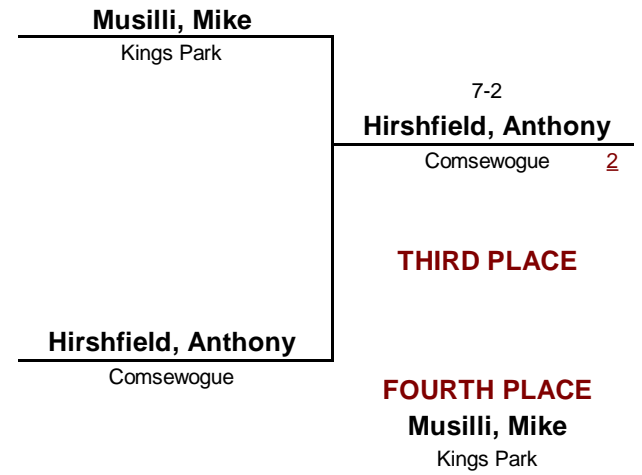 Musilli, Mike
Kings Park
7-2
Hirshfield, Anthony
Comsewogue 2
THIRD PLACE
Hirshfield, Anthony
Comsewogue
FOURTH PLACE
Musilli, Mike
Kings Park